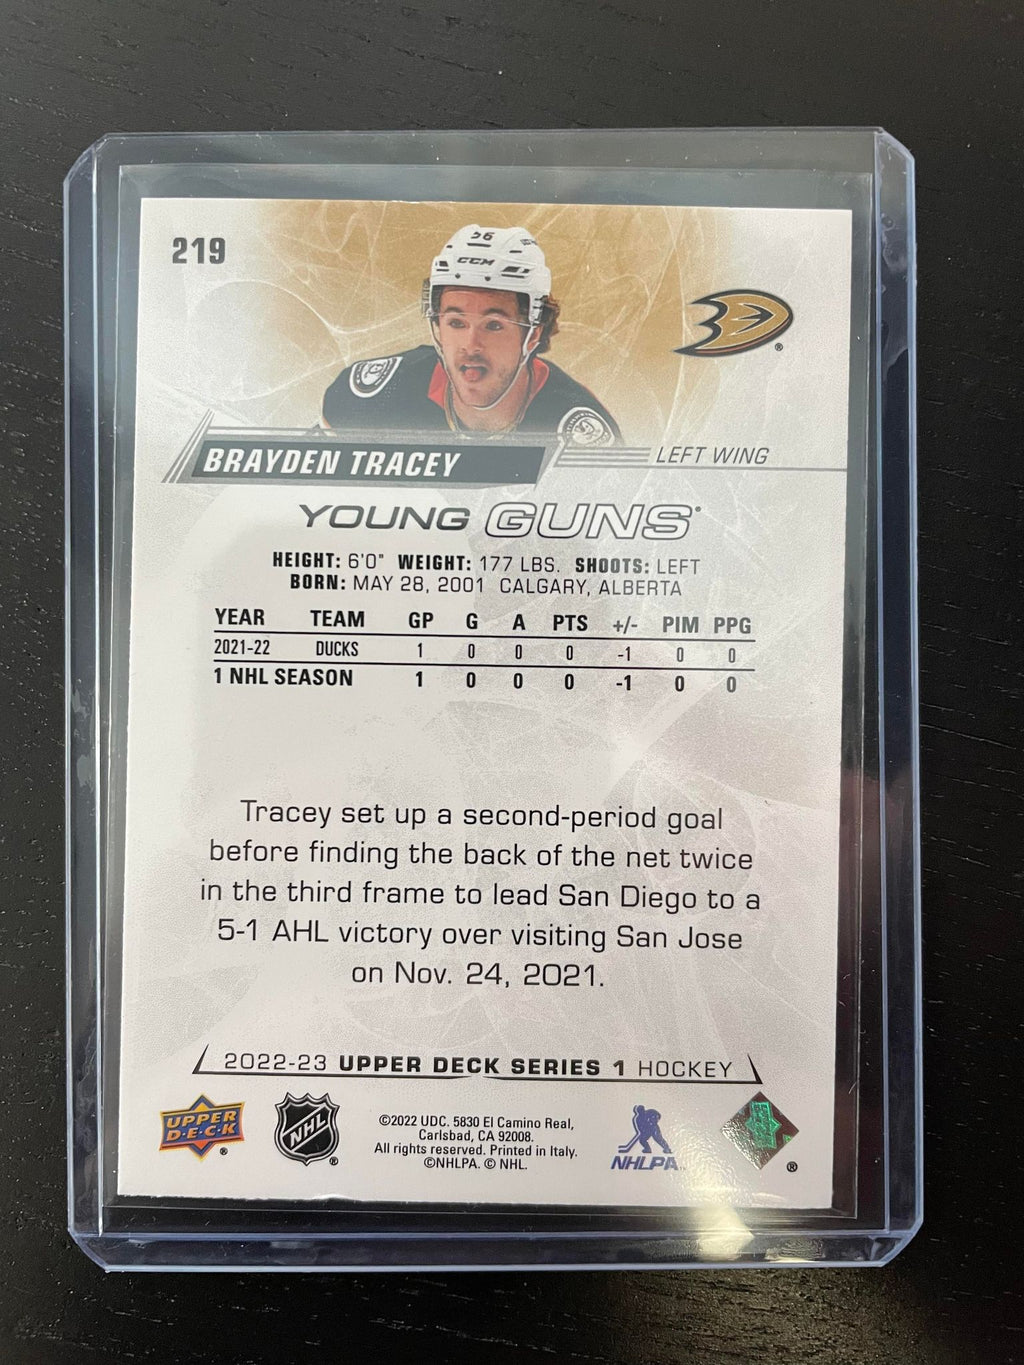 219
56
CCM
BRAYDEN TRACEY
LEFT WING
YOUNG GUNS
HEIGHT: 6'0" WEIGHT: 177 LBS. SHOOTS: LEFT
BORN: MAY 28, 2001 CALGARY, ALBERTA
YEAR TEAM GP G A PTS +/- PIM PPG
2021-22 DUCKS 1 0 0 0 -1 0 0
1 NHL SEASON 1 0 0 0 -1 0 0
Tracey set up a second-period goal
before finding the back of the net twice
in the third frame to lead San Diego to a
5-1 AHL victory over visiting San Jose
on Nov. 24, 2021.
2022-23 UPPER DECK SERIES 1 HOCKEY
UPPER
D·E·C·K
®
NHL
®
©2022 UDC. 5830 El Camino Real,
Carlsbad, CA 92008.
All rights reserved. Printed in Italy.
©NHLPA. © NHL.
NHLPA
®